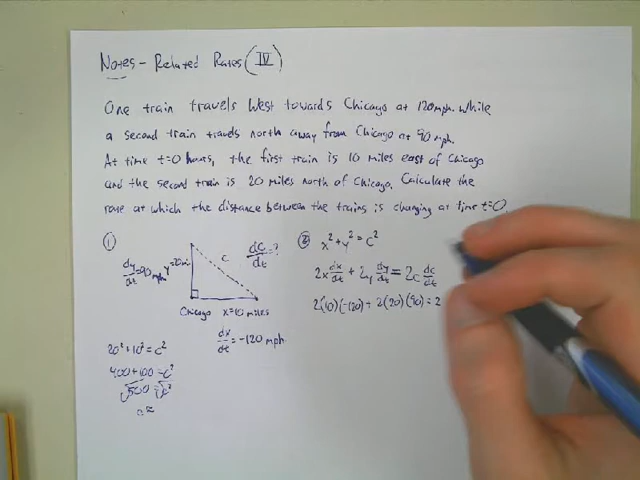 Notes - Related Rates (IV)
One train travels West towards Chicago at 120mph while
a second train travels north away from Chicago at 90 mph.
At time t=0 hours, the first train is 10 miles east of Chicago
and the second train is 20 miles north of Chicago. Calculate the
rate at which the distance between the trains is changing at time t=0.
①
dy/dt=90 mph
y=20mi
c
dc/dt=?
Chicago x=10 miles
dx/dt=-120 mph
20²+10²=c²
400+100=c²
√500=√c²
c≈
②
x²+y²=c²
2x dx/dt + 2y dy/dt = 2c dc/dt
2(10)(-120)+2(20)(90)=2